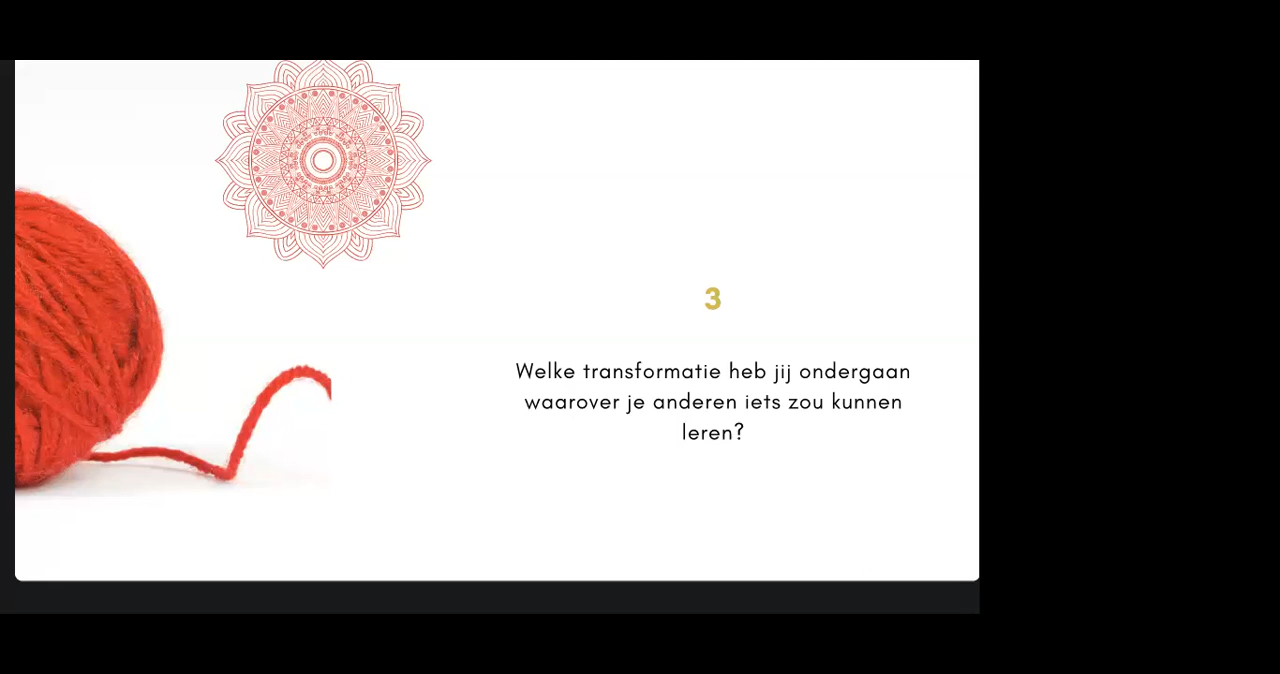 3
Welke transformatie heb jij ondergaan
waarover je anderen iets zou kunnen
leren?